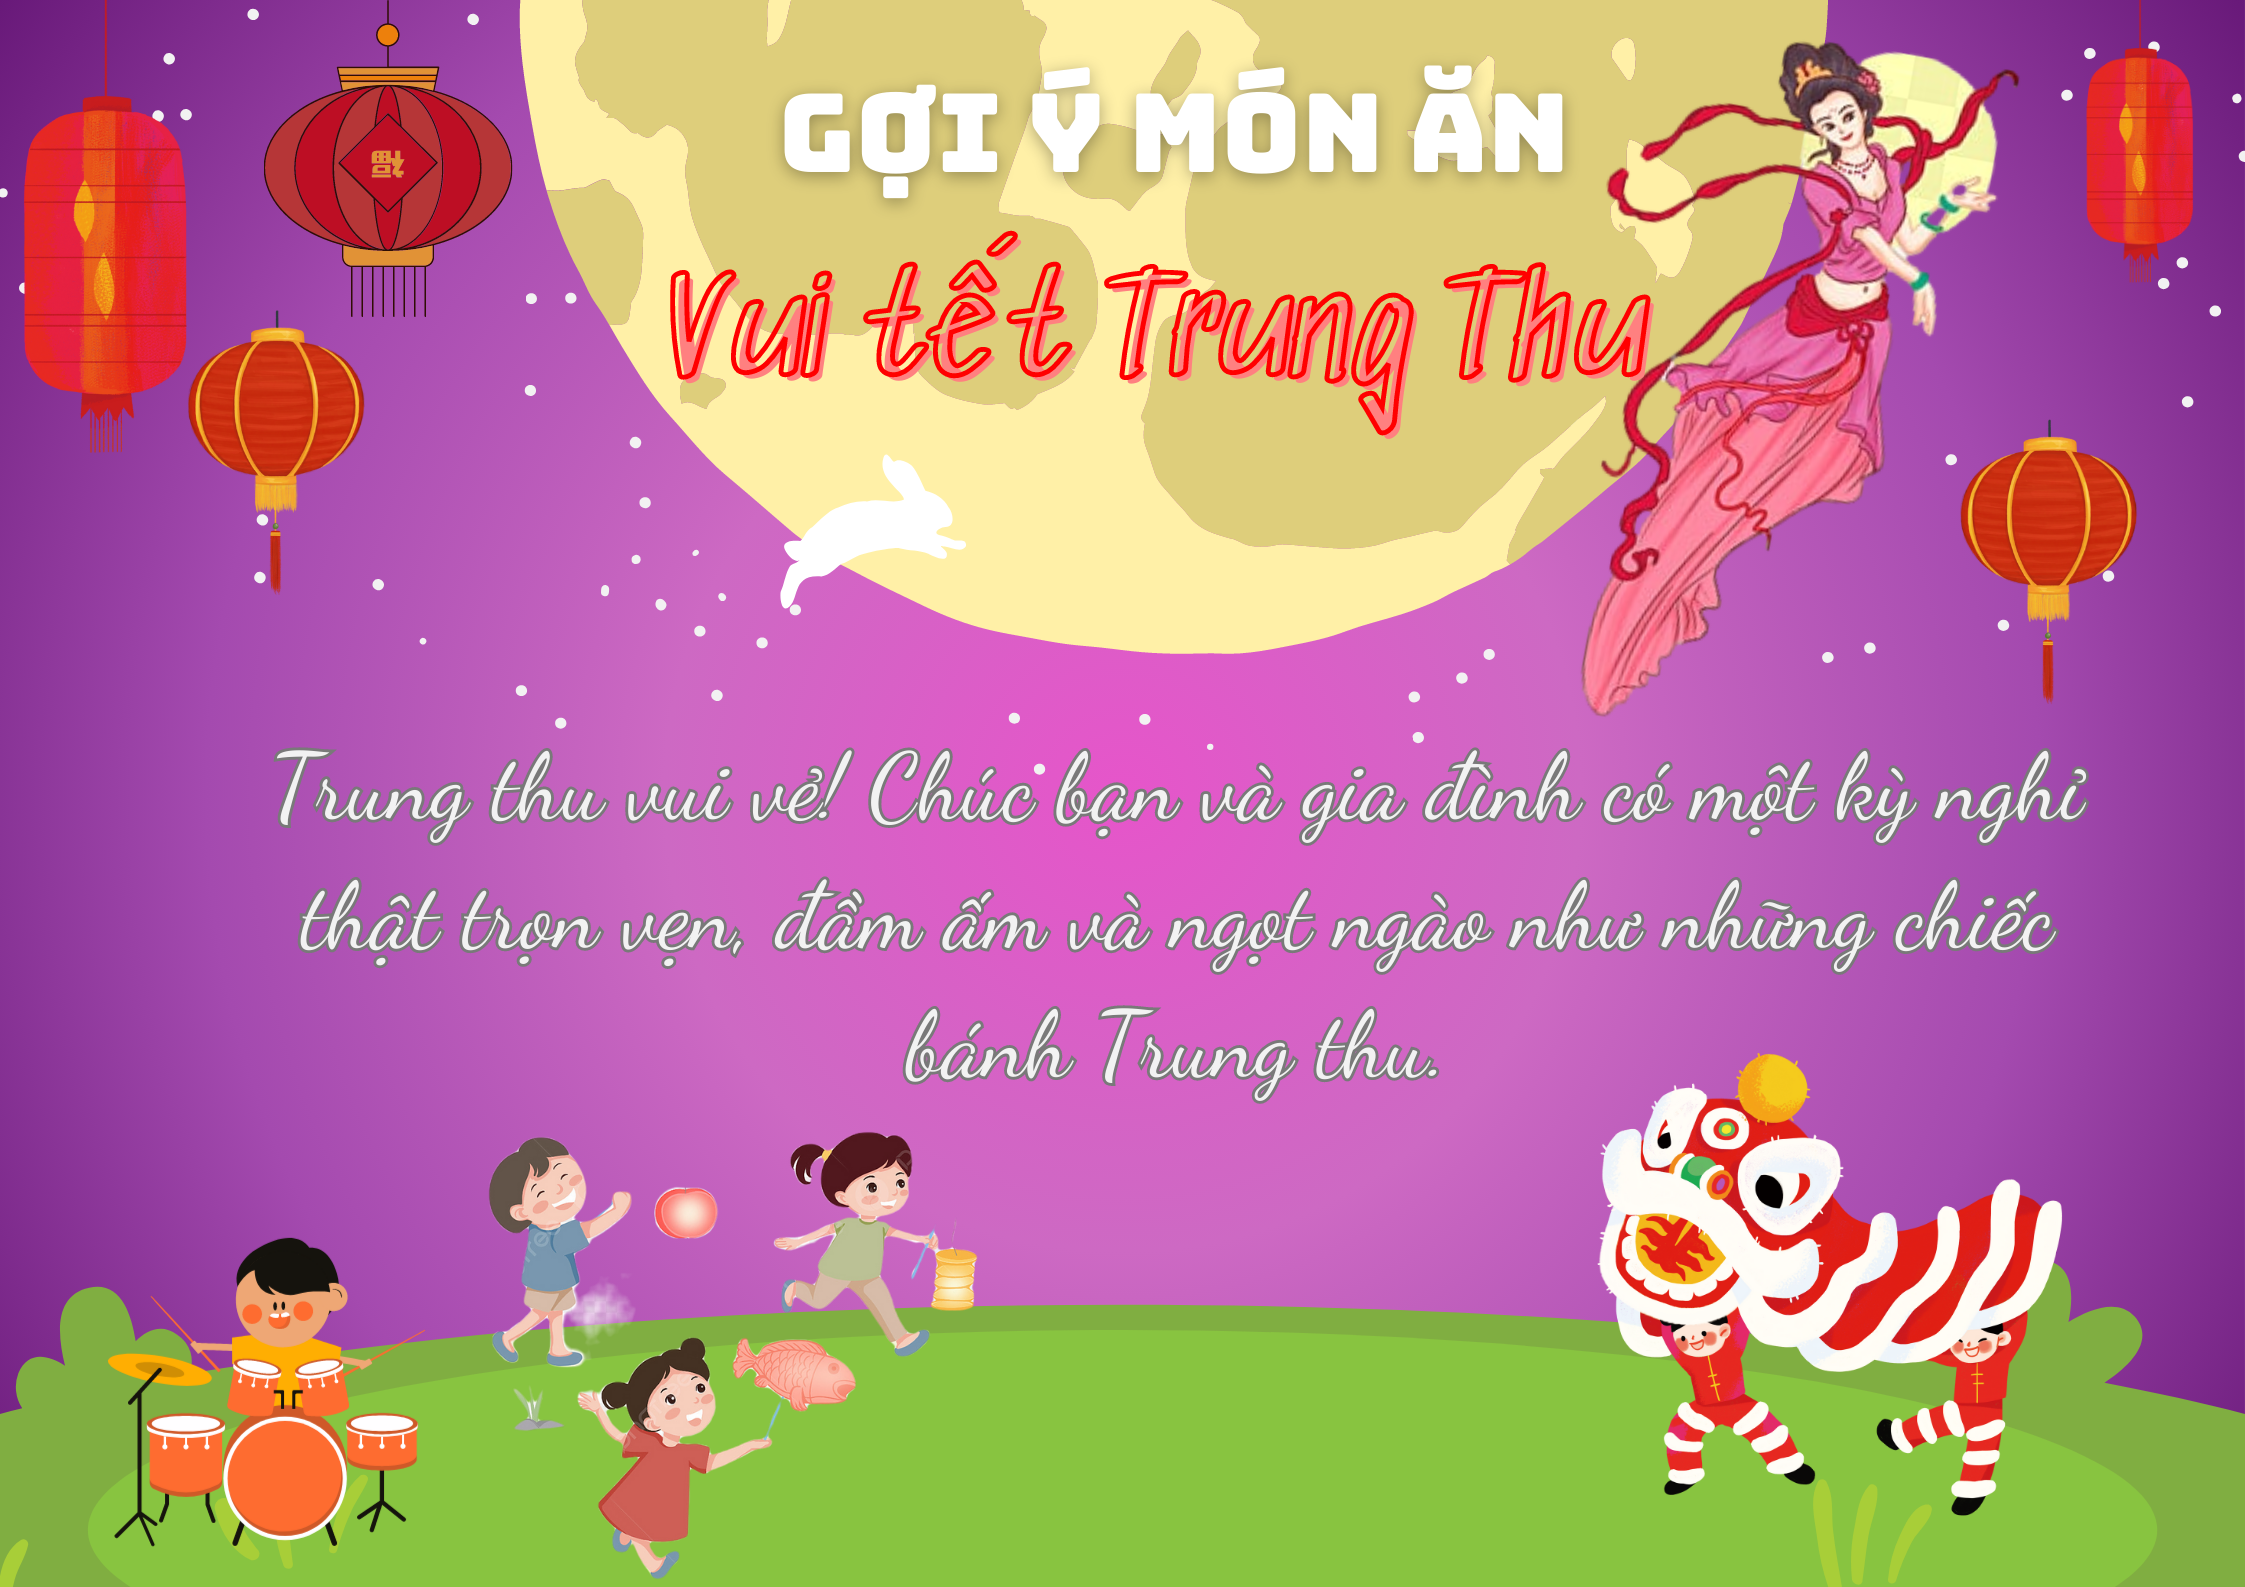 GỢI Ý MÓN ĂN
Vui tết Trung Thu
Trung thu vui vẻ! Chúc bạn và gia đình có một kỳ nghỉ
thật trọn vẹn, đầm ấm và ngọt ngào như những chiếc
bánh Trung thu.